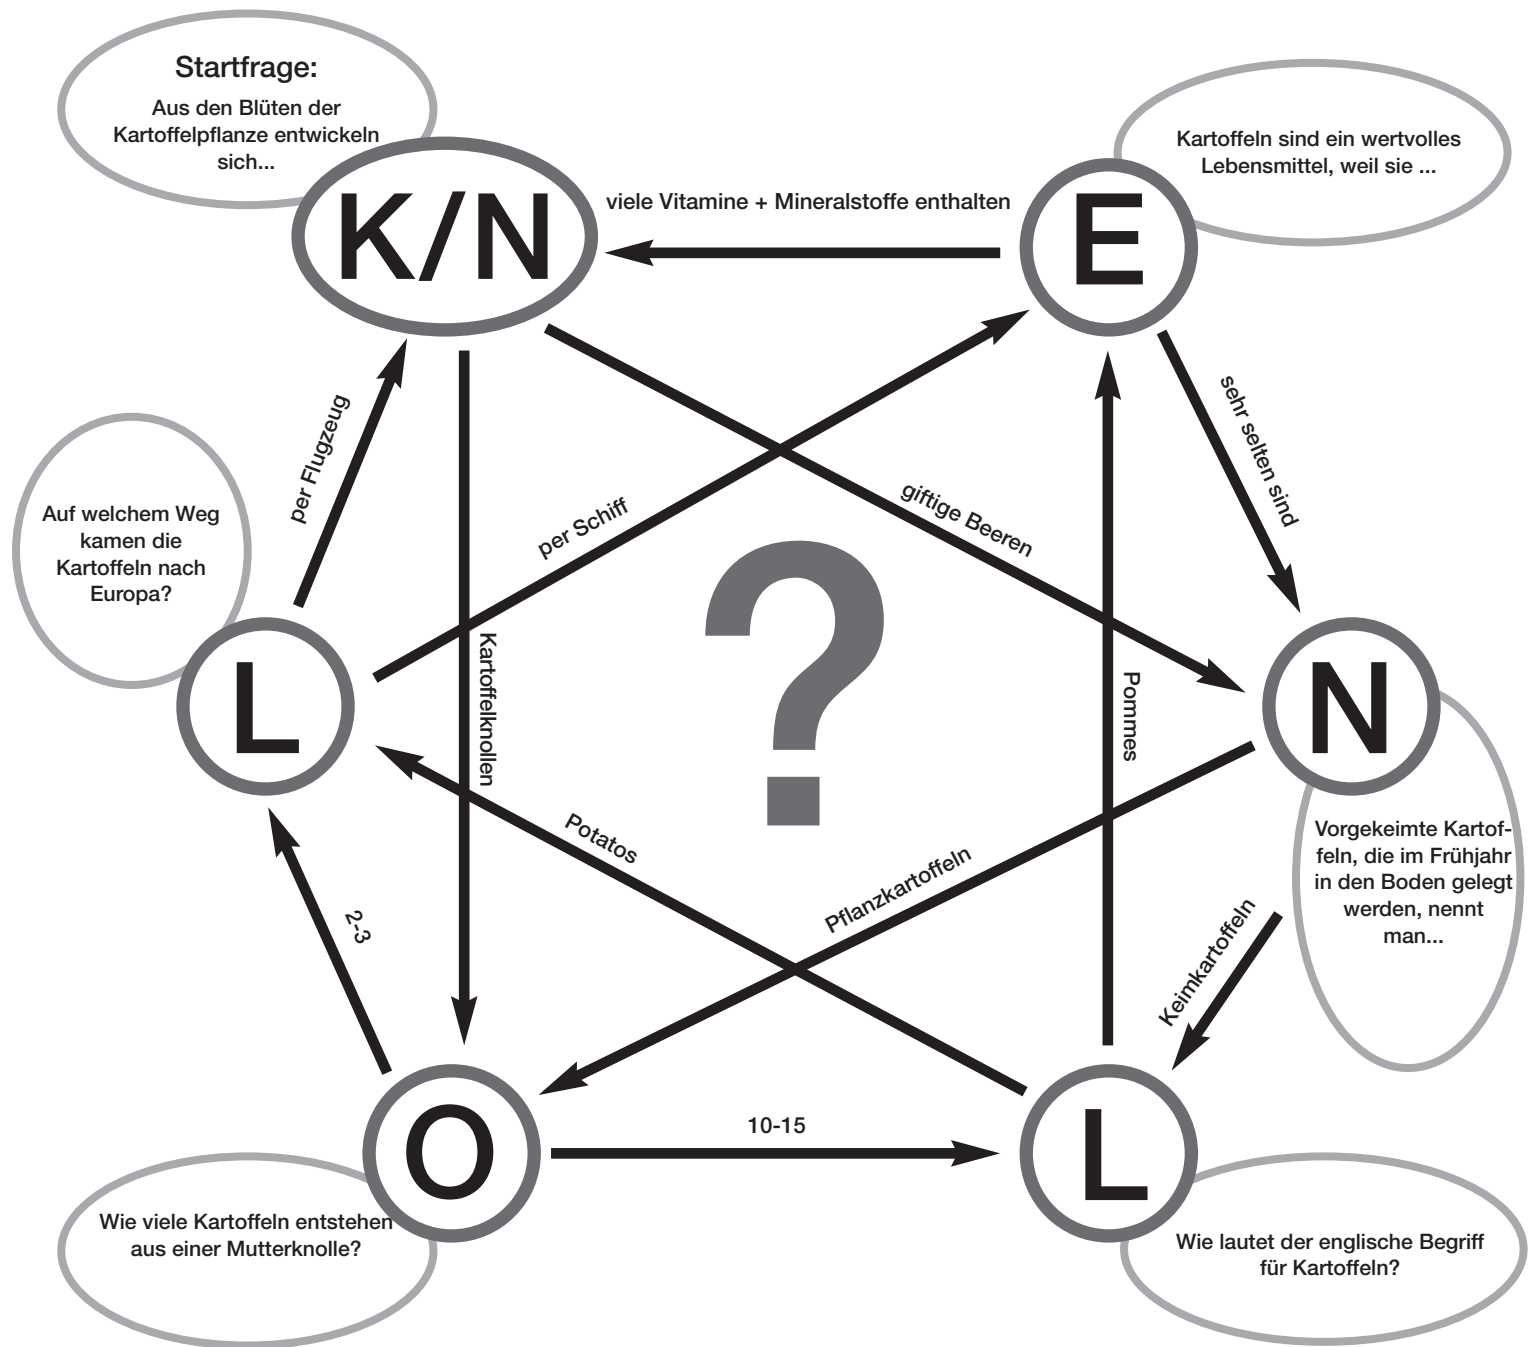 Startfrage:
Aus den Blüten der
Kartoffelpflanze entwickeln
sich...
K/N
viele Vitamine + Mineralstoffe enthalten
E
Kartoffeln sind ein wertvolles
Lebensmittel, weil sie ...
per Flugzeug
per Schiff
giftige Beeren
sehr selten sind
Auf welchem Weg
kamen die
Kartoffeln nach
Europa?
L
Kartoffelknollen
?
Pommes
N
Vorgekeimte Kartof-
feln, die im Frühjahr
in den Boden gelegt
werden, nennt
man...
Potatos
Pflanzkartoffeln
Keimkartoffeln
2-3
O
10-15
L
Wie viele Kartoffeln entstehen
aus einer Mutterknolle?
Wie lautet der englische Begriff
für Kartoffeln?